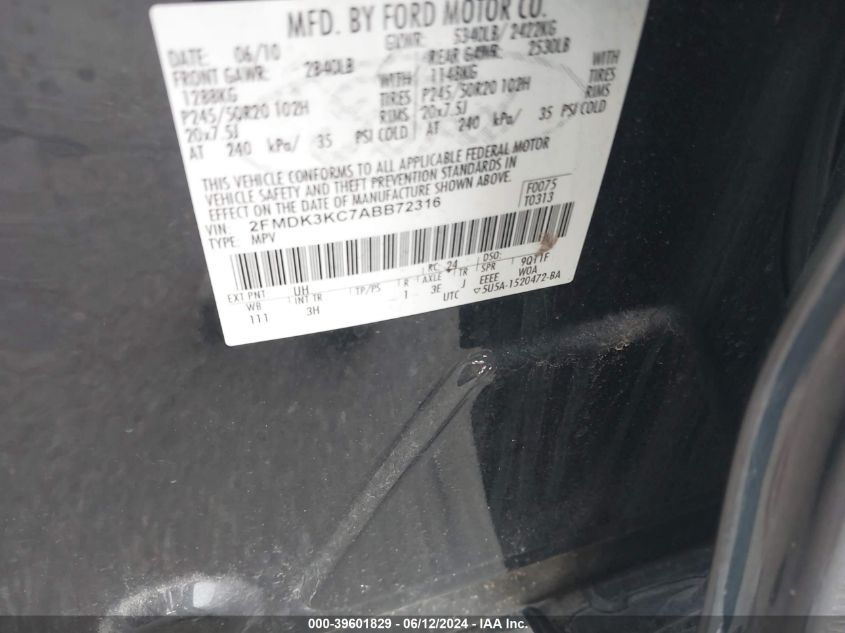 MFD. BY FORD MOTOR CO.
DATE: 06/10 GVWR: 5340LB/ 2422KG
FRONT GAWR: 2840LB REAR GAWR: 2530LB
1288KG WITH 1148KG WITH
P245/50R20 102H TIRES P245/50R20 102H TIRES
20x7.5J RIMS 20x7.5J RIMS
AT 240 kPa/ 35 PSI COLD AT 240 kPa/ 35 PSI COLD
THIS VEHICLE CONFORMS TO ALL APPLICABLE FEDERAL MOTOR
VEHICLE SAFETY AND THEFT PREVENTION STANDARDS IN
EFFECT ON THE DATE OF MANUFACTURE SHOWN ABOVE.
VIN: 2FMDK3KC7ABB72316 F0075
TYPE: MPV T0313
EXT PNT UH RC: 24 DSO:
WB INT TR TP/PS R AXLE TR SPR 9Q11F
111 3H 1 3E J EEEE W0A
UTC 5U5A-1520472-BA
000-39601829 - 06/12/2024 - IAAI.com